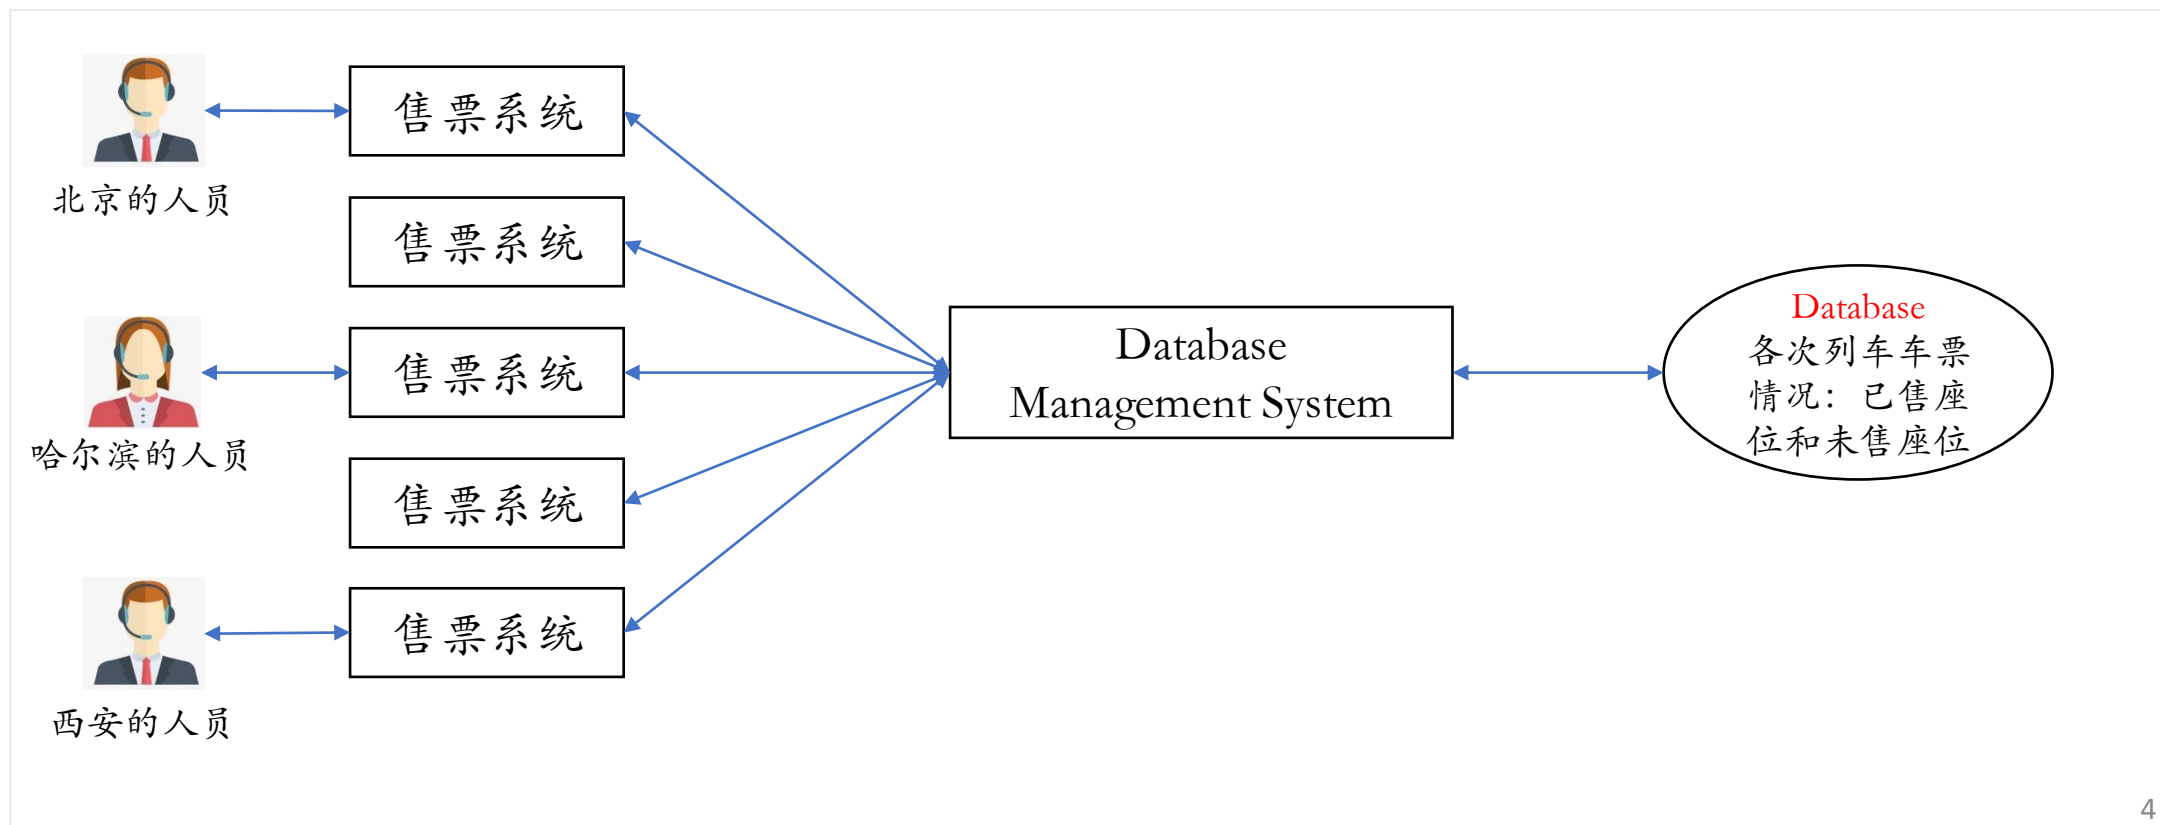 售票系统
北京的人员
售票系统
售票系统
哈尔滨的人员
售票系统
售票系统
西安的人员
Database
Management System
Database
各次列车车票
情况：已售座
位和未售座位
4